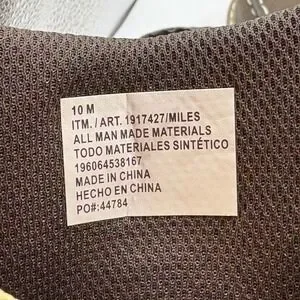 10 M
ITM. / ART. 1917427/MILES
ALL MAN MADE MATERIALS
TODO MATERIALES SINTÉTICO
196064538167
MADE IN CHINA
HECHO EN CHINA
PO#:44784